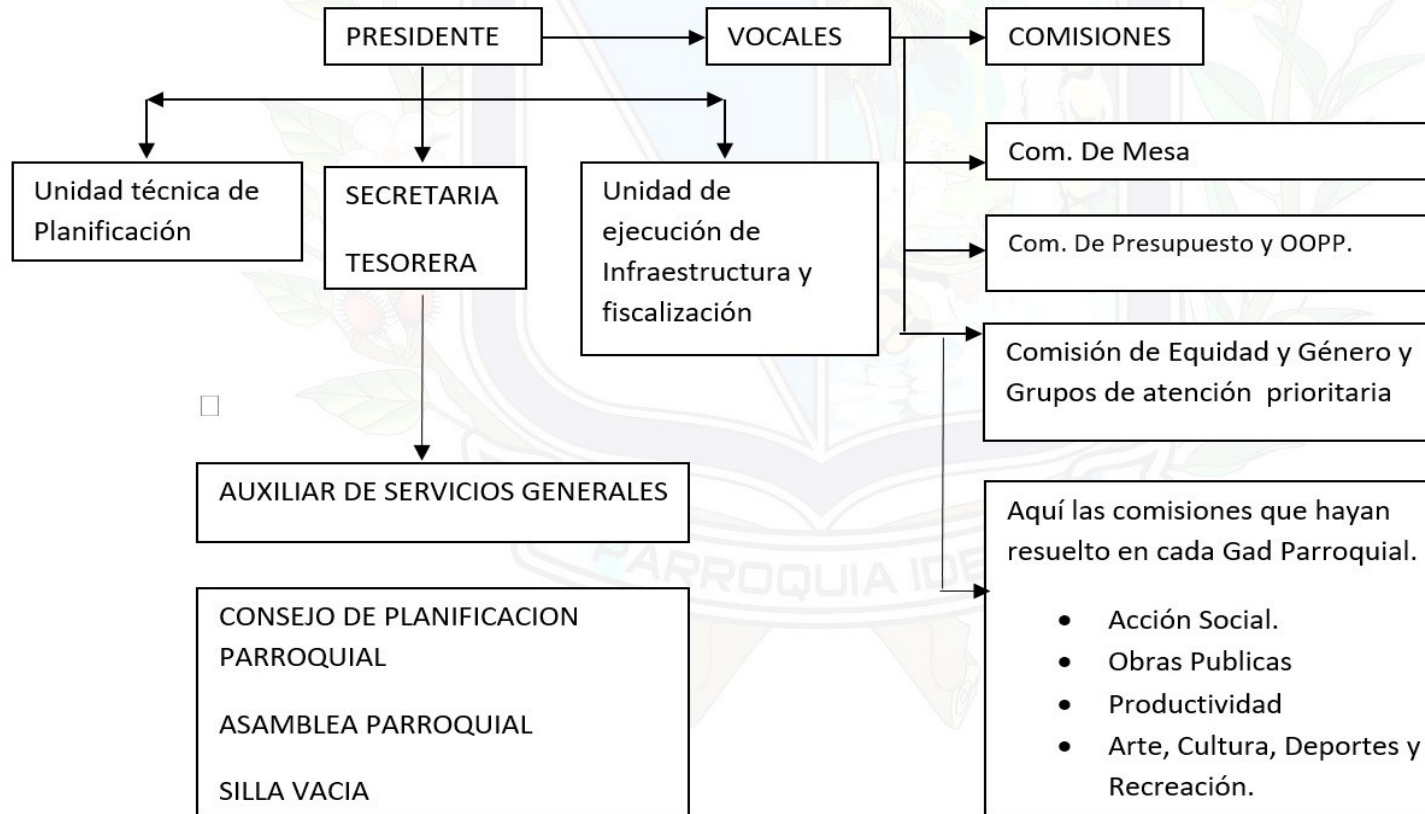 PRESIDENTE
VOCALES
COMISIONES
Unidad técnica de
Planificación
SECRETARIA
TESORERA
Unidad de
ejecución de
Infraestructura y
fiscalización
Com. De Mesa
Com. De Presupuesto y OOPP.
Comisión de Equidad y Género y
Grupos de atención prioritaria
AUXILIAR DE SERVICIOS GENERALES
Aquí las comisiones que hayan
resuelto en cada Gad Parroquial.
• Acción Social.
• Obras Publicas
• Productividad
• Arte, Cultura, Deportes y
Recreación.
CONSEJO DE PLANIFICACION
PARROQUIAL
ASAMBLEA PARROQUIAL
SILLA VACIA
PARROQUIA